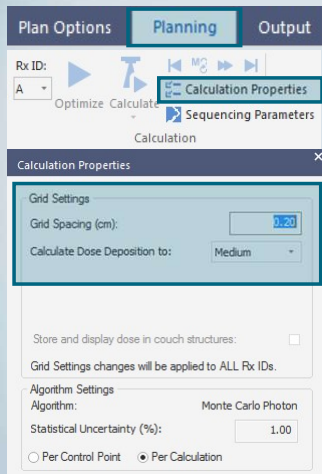 Plan Options Planning Output
Rx ID:
A
Optimize Calculate
Calculation Properties
Sequencing Parameters
Calculation
Calculation Properties
Grid Settings
Grid Spacing (cm): 0.20
Calculate Dose Deposition to: Medium
Store and display dose in couch structures:
Grid Settings changes will be applied to ALL Rx IDs.
Algorithm Settings
Algorithm: Monte Carlo Photon
Statistical Uncertainty (%): 1.00
Per Control Point Per Calculation